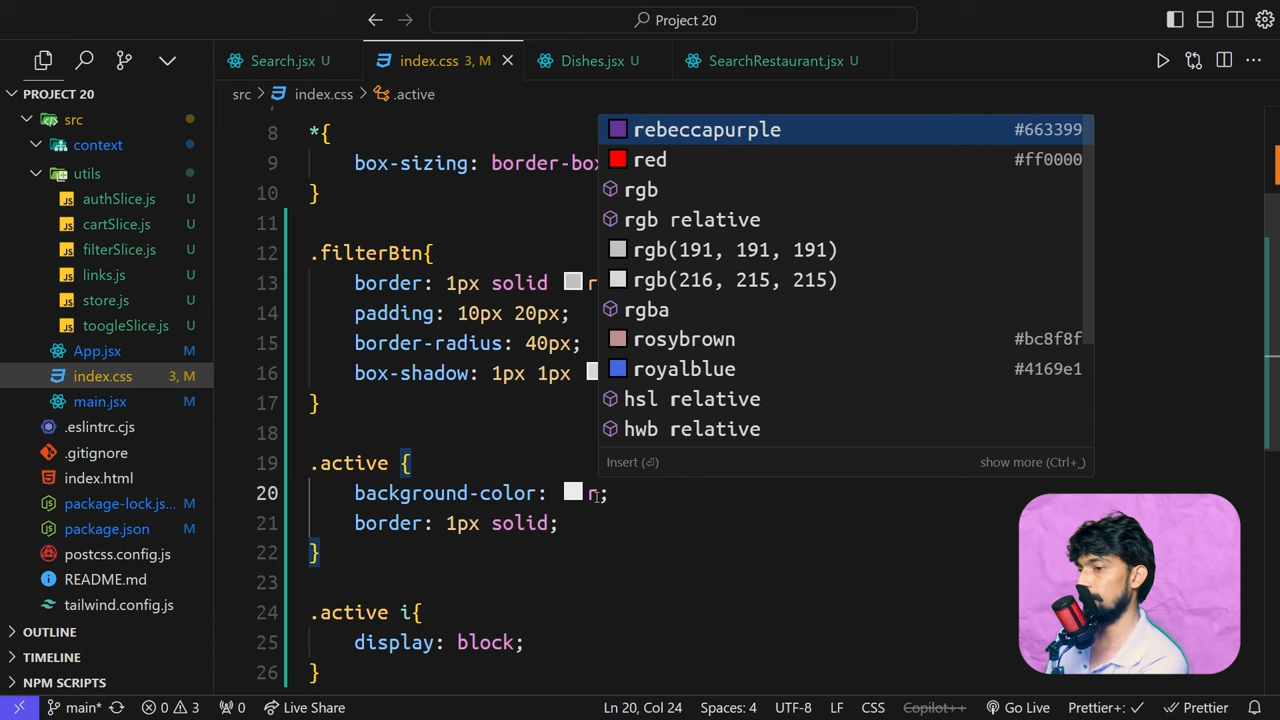 Project 20
Search.jsx U
index.css 3, M
Dishes.jsx U
SearchRestaurant.jsx U
src > index.css > .active
PROJECT 20
src
context
utils
authSlice.js U
cartSlice.js U
filterSlice.js U
links.js U
store.js U
toogleSlice.js U
App.jsx M
index.css 3, M
main.jsx M
.eslintrc.cjs
.gitignore
index.html
package-lock.js... M
package.json M
postcss.config.js
README.md
tailwind.config.js
OUTLINE
TIMELINE
NPM SCRIPTS
8 *{
9 box-sizing: border-box
10 }
11
12 .filterBtn{
13 border: 1px solid r
14 padding: 10px 20px;
15 border-radius: 40px;
16 box-shadow: 1px 1px
17 }
18
19 .active {
20 background-color: r;
21 border: 1px solid;
22 }
23
24 .active i{
25 display: block;
26 }
rebeccapurple #663399
red #ff0000
rgb
rgb relative
rgb(191, 191, 191)
rgb(216, 215, 215)
rgba
rosybrown #bc8f8f
royalblue #4169e1
hsl relative
hwb relative
Insert (⏎) show more (Ctrl+,)
main* 0 3 0 Live Share Ln 20, Col 24 Spaces: 4 UTF-8 LF CSS Copilot++ Go Live Prettier+: ✓ Prettier